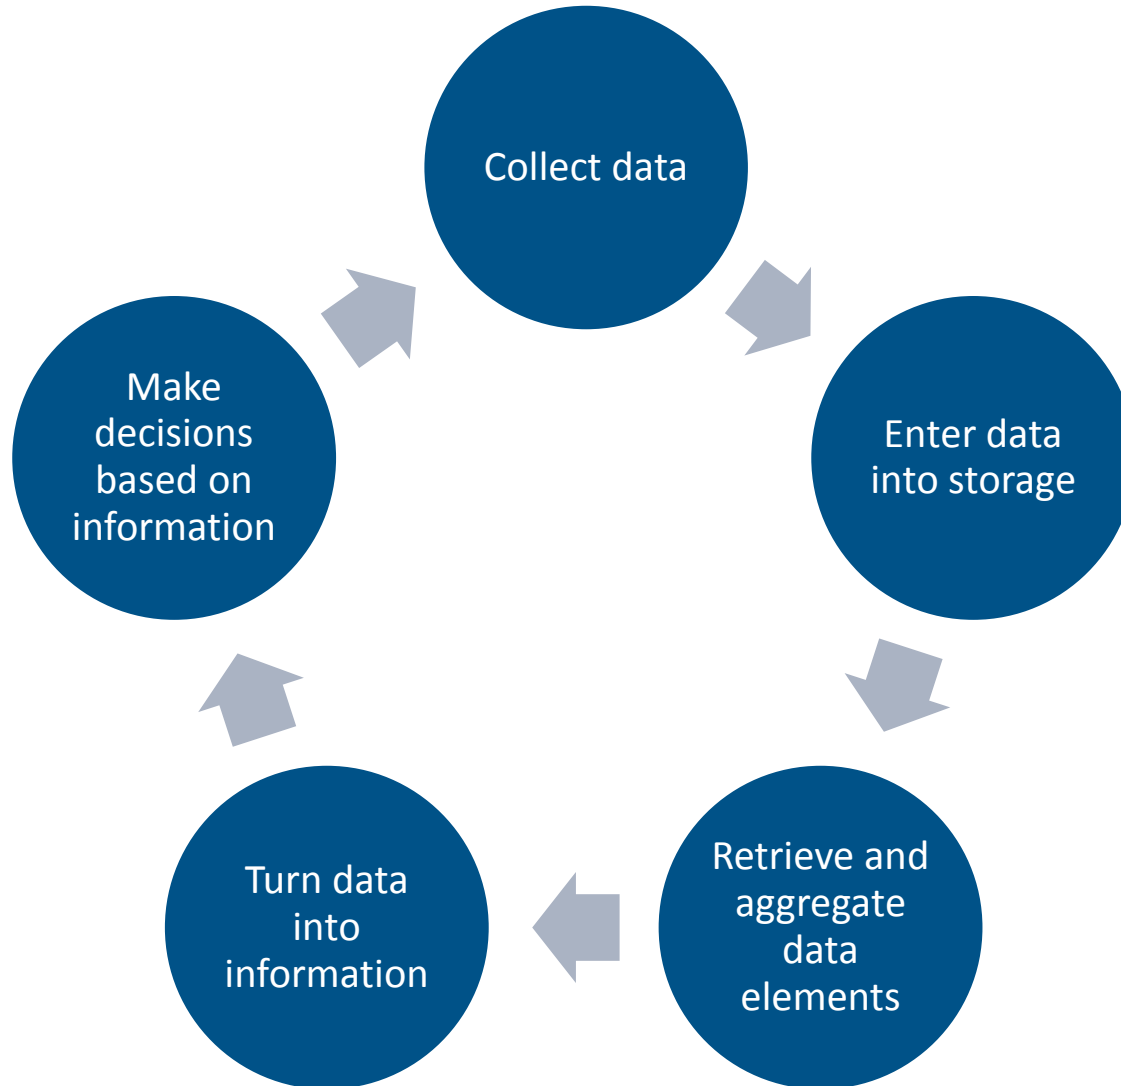 Collect data
Enter data
into storage
Retrieve and
aggregate
data
elements
Turn data
into
information
Make
decisions
based on
information